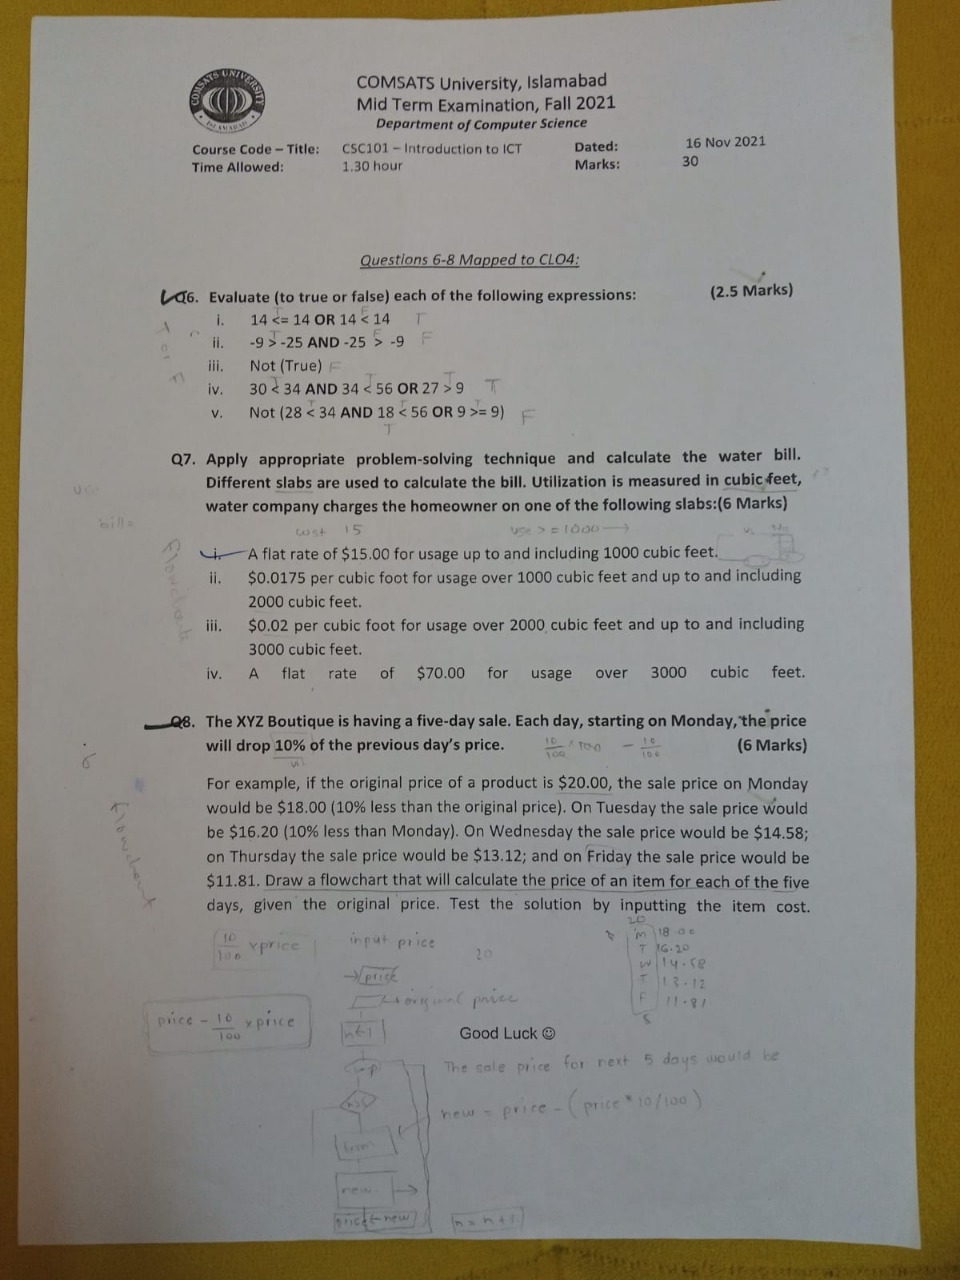 COMSATS UNIVERSITY
ISLAMABAD
COMSATS University, Islamabad
Mid Term Examination, Fall 2021
Department of Computer Science
Course Code – Title: CSC101 – Introduction to ICT Dated: 16 Nov 2021
Time Allowed: 1.30 hour Marks: 30
Questions 6-8 Mapped to CLO4:
Q6. Evaluate (to true or false) each of the following expressions: (2.5 Marks)
T F
i. 14 <= 14 OR 14 < 14 T
T F
ii. -9 > -25 AND -25 > -9 F
iii. Not (True) F
T T T
iv. 30 < 34 AND 34 < 56 OR 27 > 9 T
T T
v. Not (28 < 34 AND 18 < 56 OR 9 >= 9) F
T
T or F
Q7. Apply appropriate problem-solving technique and calculate the water bill.
Different slabs are used to calculate the bill. Utilization is measured in cubic feet,
water company charges the homeowner on one of the following slabs:(6 Marks)
use
bill=
cost 15 use >= 1000 → No
i. A flat rate of $15.00 for usage up to and including 1000 cubic feet.
ii. $0.0175 per cubic foot for usage over 1000 cubic feet and up to and including
2000 cubic feet.
iii. $0.02 per cubic foot for usage over 2000 cubic feet and up to and including
3000 cubic feet.
iv. A flat rate of $70.00 for usage over 3000 cubic feet.
Flowchart
Q8. The XYZ Boutique is having a five-day sale. Each day, starting on Monday, the price
will drop 10% of the previous day's price. (6 Marks)
10/100 * 100 - 10/100
For example, if the original price of a product is $20.00, the sale price on Monday
would be $18.00 (10% less than the original price). On Tuesday the sale price would
be $16.20 (10% less than Monday). On Wednesday the sale price would be $14.58;
on Thursday the sale price would be $13.12; and on Friday the sale price would be
$11.81. Draw a flowchart that will calculate the price of an item for each of the five
days, given the original price. Test the solution by inputting the item cost.
Flowchart
10/100 x price
input price
20
20
M 18.00
T 16.20
W 14.58
T 13.12
F 11.81
5
→ price
original price
price - 10/100 x price
n←1
Good Luck ☺
The sale price for next 5 days would be
new = price - (price * 10/100)
new
price ← new
n = n+1